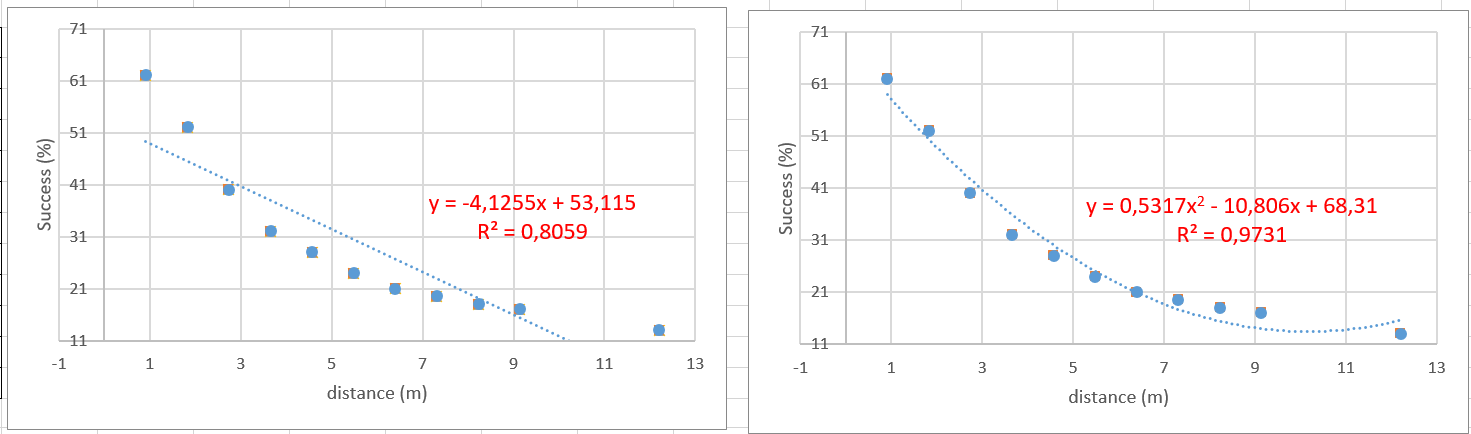 71
61
51
41
31
21
11
-1 1 3 5 7 9 11 13
Success (%)
distance (m)
y = -4,1255x + 53,115
R² = 0,8059
71
61
51
41
31
21
11
-1 1 3 5 7 9 11 13
Success (%)
distance (m)
y = 0,5317x² - 10,806x + 68,31
R² = 0,9731